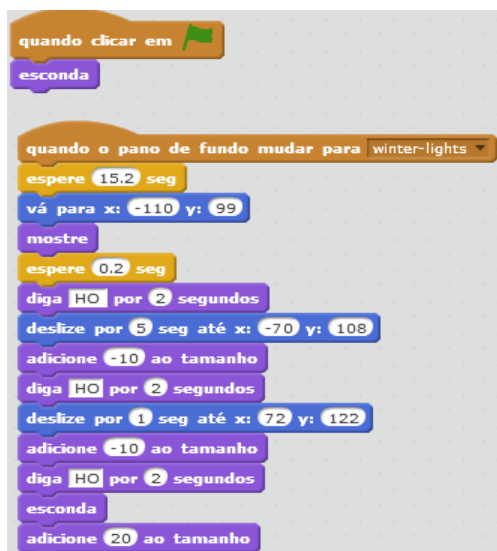 quando clicar em
esconda
quando o pano de fundo mudar para winter-lights
espere 15.2 seg
vá para x: -110 y: 99
mostre
espere 0.2 seg
diga HO por 2 segundos
deslize por 5 seg até x: -70 y: 108
adicione -10 ao tamanho
diga HO por 2 segundos
deslize por 1 seg até x: 72 y: 122
adicione -10 ao tamanho
diga HO por 2 segundos
esconda
adicione 20 ao tamanho